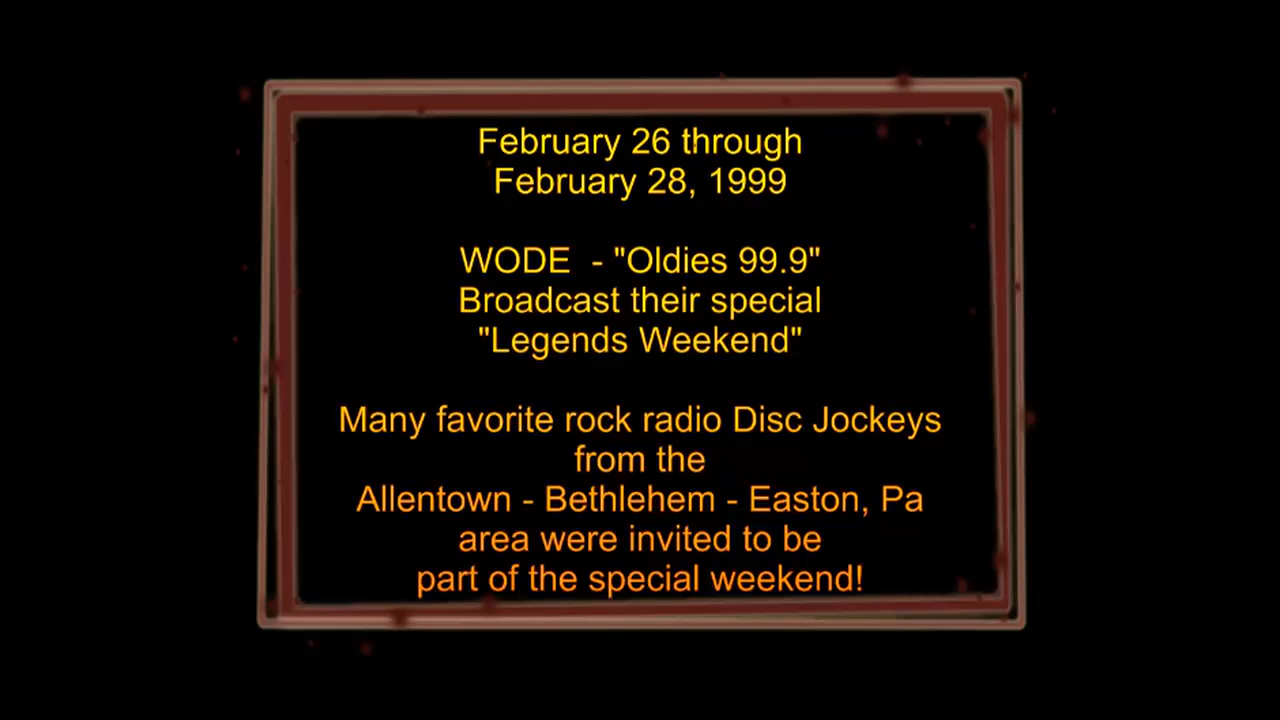 February 26 through
February 28, 1999
WODE  - "Oldies 99.9"
Broadcast their special
"Legends Weekend"
Many favorite rock radio Disc Jockeys
from the
Allentown - Bethlehem - Easton, Pa
area were invited to be
part of the special weekend!